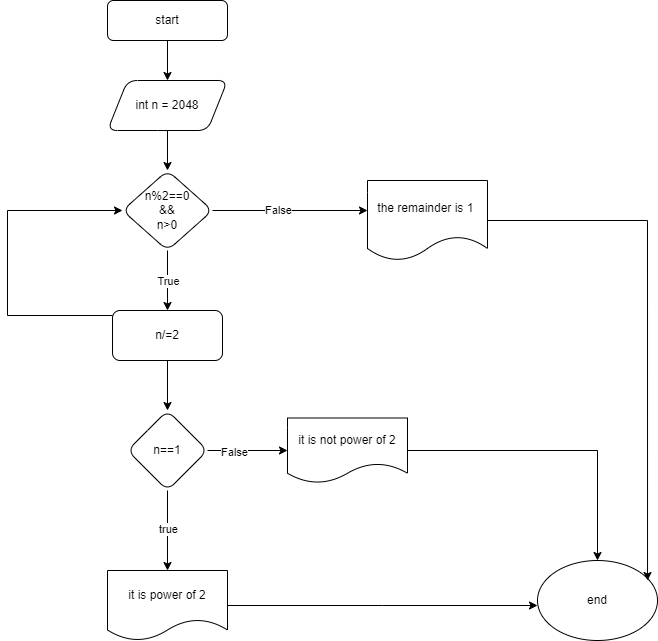 start
int n = 2048
n%2==0
&&
n>0
False
the remainder is 1
True
n/=2
n==1
False
it is not power of 2
true
it is power of 2
end